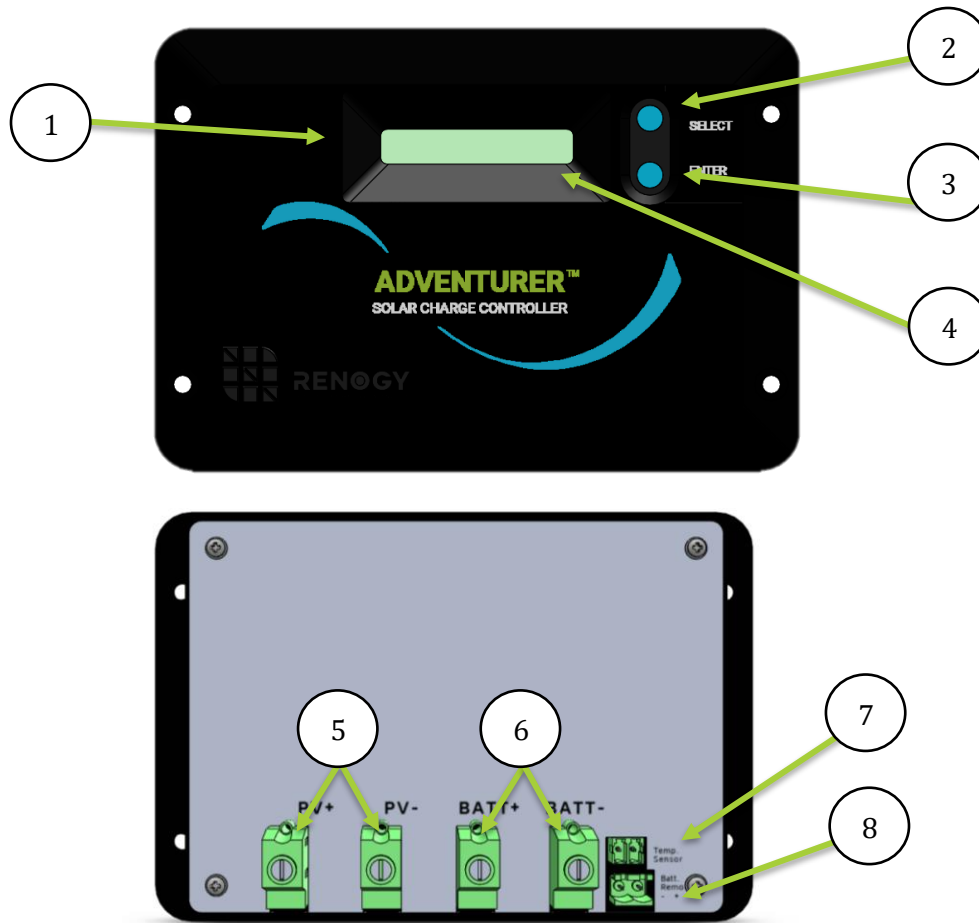 1
2
SELECT
ENTER
3
4
ADVENTURER™
SOLAR CHARGE CONTROLLER
RENOGY
5
6
PV+ PV- BATT+ BATT-
7
Temp.
Sensor
8
Batt.
Remo
- +